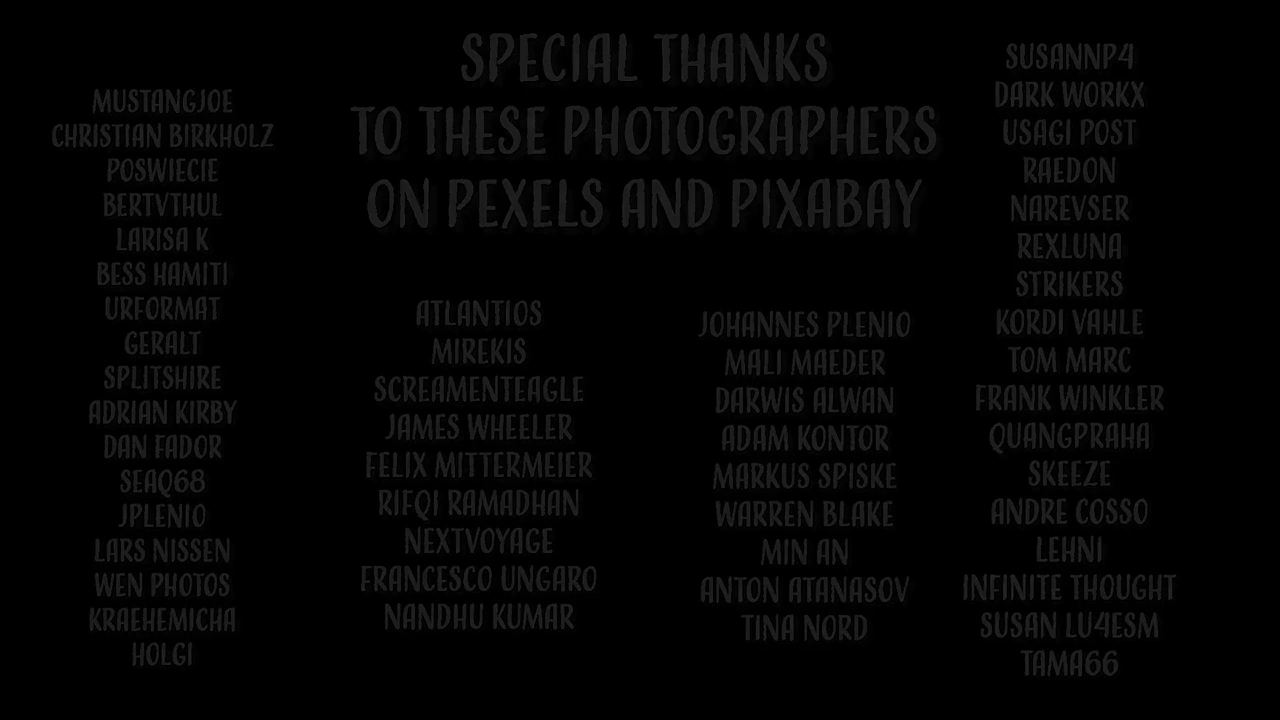 SPECIAL THANKS
TO THESE PHOTOGRAPHERS
ON PEXELS AND PIXABAY
MUSTANGJOE
CHRISTIAN BIRKHOLZ
POSWIECIE
BERTVTHUL
LARISA K
BESS HAMITI
URFORMAT
GERALT
SPLITSHIRE
ADRIAN KIRBY
DAN FADOR
SEAQ68
JPLENIO
LARS NISSEN
WEN PHOTOS
KRAEHEMICHA
HOLGI
ATLANTIOS
MIREKIS
SCREAMENTEAGLE
JAMES WHEELER
FELIX MITTERMEIER
RIFQI RAMADHAN
NEXTVOYAGE
FRANCESCO UNGARO
NANDHU KUMAR
JOHANNES PLENIO
MALI MAEDER
DARWIS ALWAN
ADAM KONTOR
MARKUS SPISKE
WARREN BLAKE
MIN AN
ANTON ATANASOV
TINA NORD
SUSANNP4
DARK WORKX
USAGI POST
RAEDON
NAREVSER
REXLUNA
STRIKERS
KORDI VAHLE
TOM MARC
FRANK WINKLER
QUANGPRAHA
SKEEZE
ANDRE COSSO
LEHNI
INFINITE THOUGHT
SUSAN LU4ESM
TAMA66